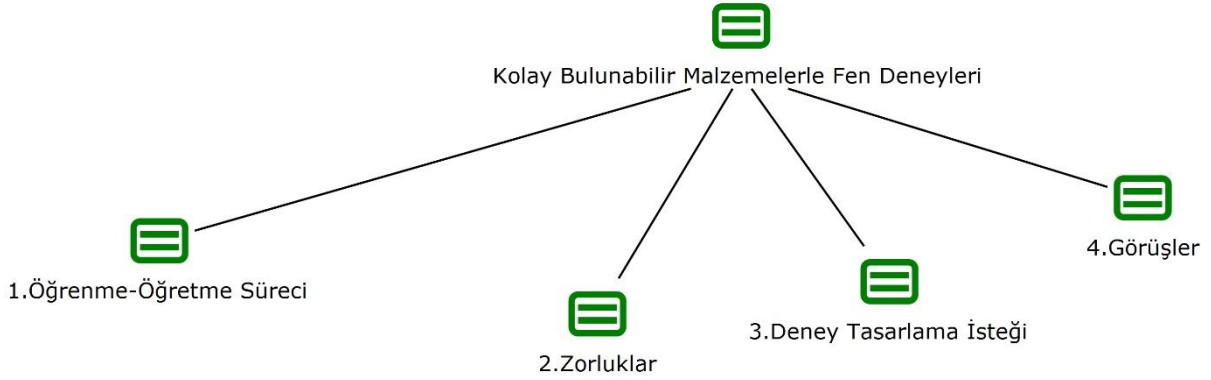 Kolay Bulunabilir Malzemelerle Fen Deneyleri
1.Öğrenme-Öğretme Süreci
2.Zorluklar
3.Deney Tasarlama İsteği
4.Görüşler